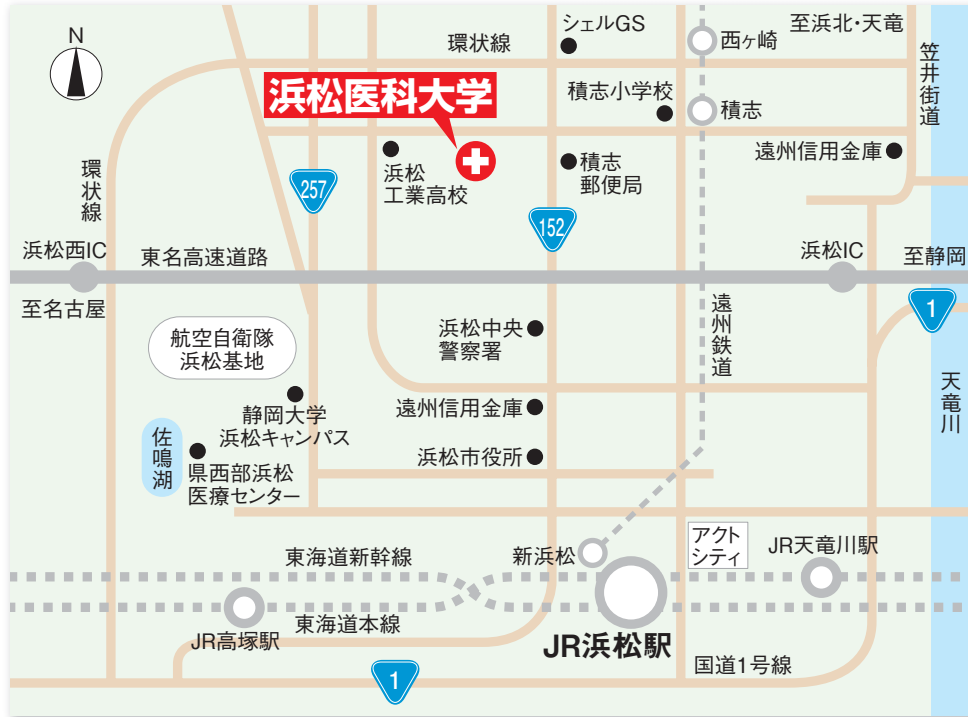 N
環状線
シェルGS
西ヶ崎
至浜北・天竜
笠井街道
浜松医科大学
積志小学校
積志
遠州信用金庫
浜松
工業高校
積志
郵便局
環状線
257
152
浜松西IC
東名高速道路
浜松IC
至静岡
至名古屋
1
遠州鉄道
航空自衛隊
浜松基地
浜松中央
警察署
天竜川
静岡大学
浜松キャンパス
遠州信用金庫
佐鳴湖
県西部浜松
医療センター
浜松市役所
アクト
シティ
新浜松
JR天竜川駅
東海道新幹線
東海道本線
JR高塚駅
JR浜松駅
国道1号線
1